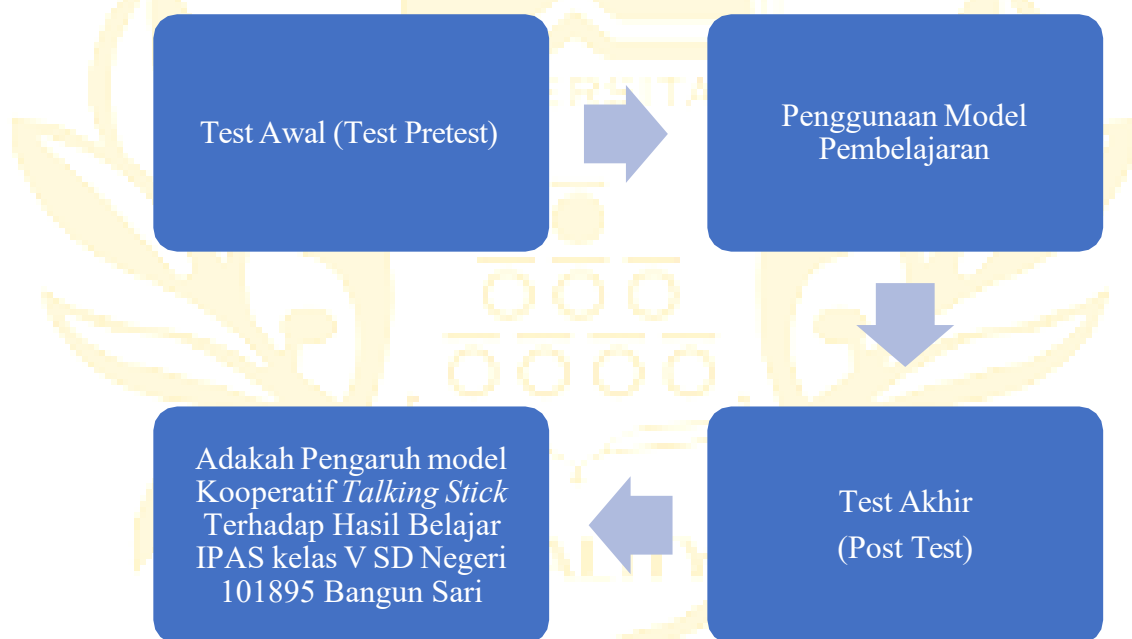 Test Awal (Test Pretest)
Penggunaan Model
Pembelajaran
Test Akhir
(Post Test)
Adakah Pengaruh model
Kooperatif Talking Stick
Terhadap Hasil Belajar
IPAS kelas V SD Negeri
101895 Bangun Sari